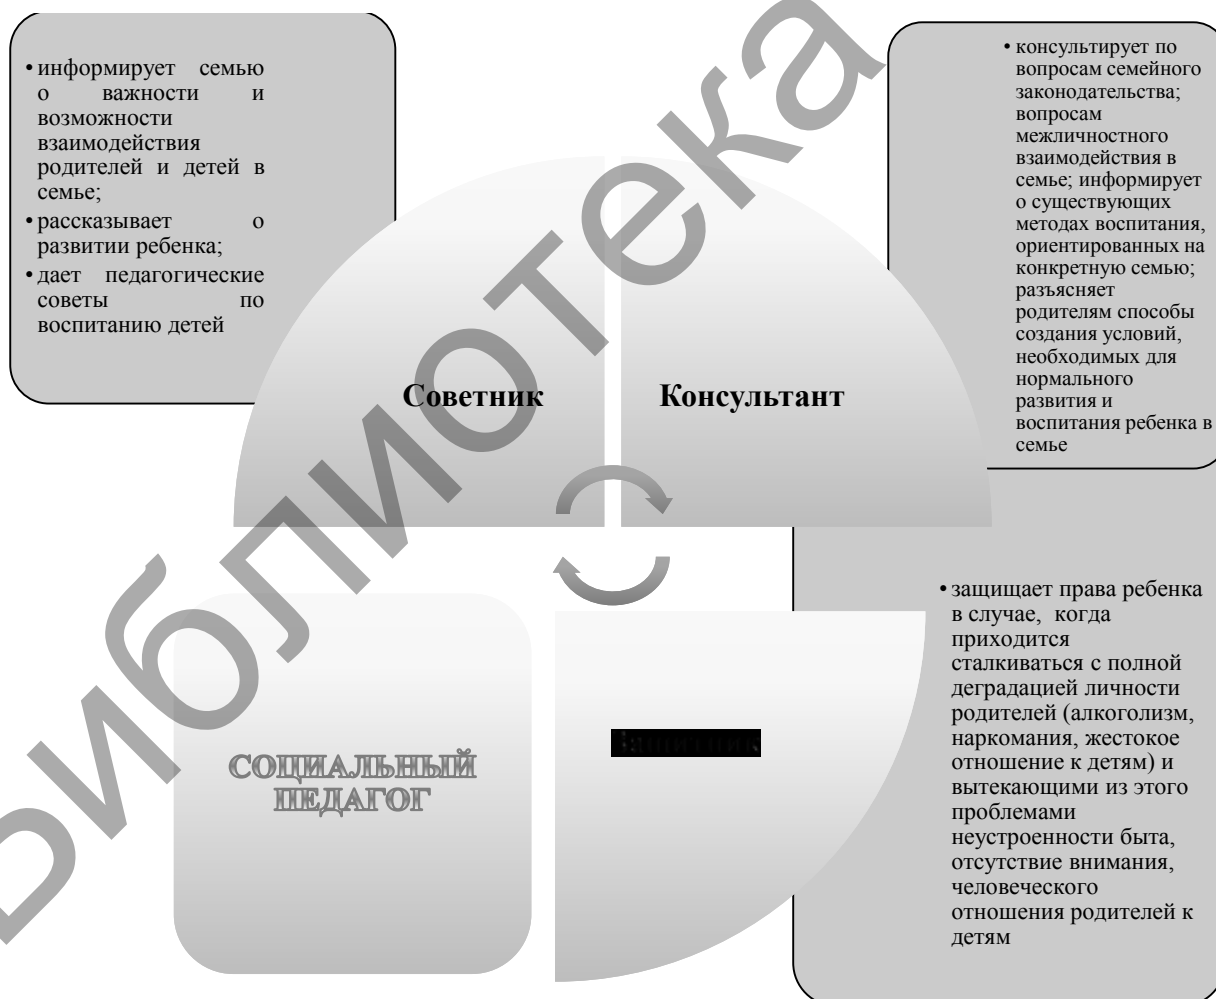 • информирует семью
о важности и
возможности
взаимодействия
родителей и детей в
семье;
• рассказывает о
развитии ребенка;
• дает педагогические
советы по
воспитанию детей
• консультирует по
вопросам семейного
законодательства;
вопросам
межличностного
взаимодействия в
семье; информирует
о существующих
методах воспитания,
ориентированных на
конкретную семью;
разъясняет
родителям способы
создания условий,
необходимых для
нормального
развития и
воспитания ребенка в
семье
Советник
Консультант
СОЦИАЛЬНЫЙ
ПЕДАГОГ
Защитник
• защищает права ребенка
в случае, когда
приходится
сталкиваться с полной
деградацией личности
родителей (алкоголизм,
наркомания, жестокое
отношение к детям) и
вытекающими из этого
проблемами
неустроенности быта,
отсутствие внимания,
человеческого
отношения родителей к
детям
Библиотека